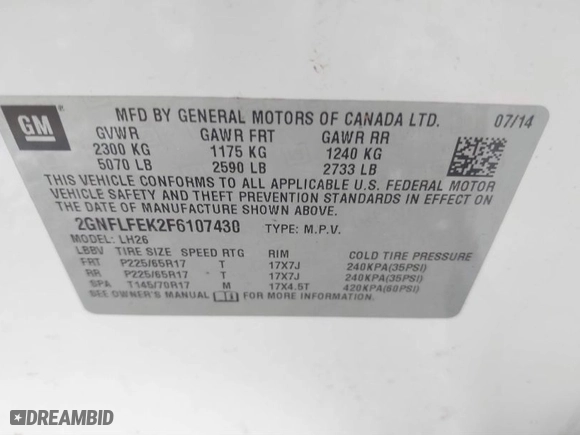 GM
MFD BY GENERAL MOTORS OF CANADA LTD. 07/14
GVWR GAWR FRT GAWR RR
2300 KG 1175 KG 1240 KG
5070 LB 2590 LB 2733 LB
THIS VEHICLE CONFORMS TO ALL APPLICABLE U.S. FEDERAL MOTOR
VEHICLE SAFETY AND THEFT PREVENTION STANDARDS IN EFFECT ON
THE DATE OF MANUFACTURE SHOWN ABOVE.
2GNFLFEK2F6107430 TYPE: M.P.V.
MODEL: LH26
LBBV TIRE SIZE SPEED RTG RIM COLD TIRE PRESSURE
FRT P225/65R17 T 17X7J 240KPA(35PSI)
RR P225/65R17 T 17X7J 240KPA(35PSI)
SPA T145/70R17 M 17X4.5T 420KPA(60PSI)
SEE OWNER'S MANUAL FOR MORE INFORMATION.
DREAMBID